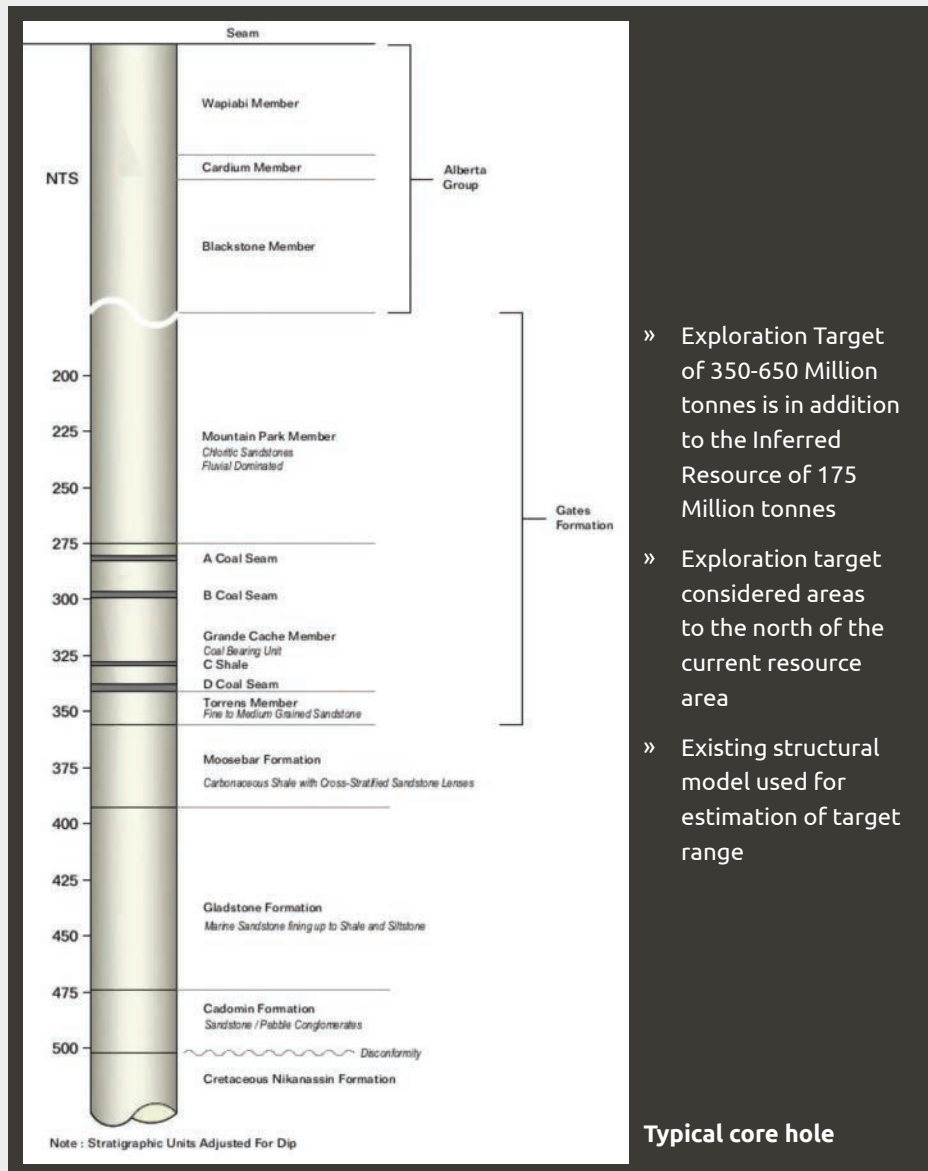 Seam
Wapiabi Member
NTS
Cardium Member
Alberta
Group
Blackstone Member
200
225
Mountain Park Member
Chloritic Sandstones
Fluvial Dominated
250
Gates
Formation
275
A Coal Seam
300
B Coal Seam
325
Grande Cache Member
Coal Bearing Unit
C Shale
D Coal Seam
350
Torrens Member
Fine to Medium Grained Sandstone
Moosebar Formation
375
Carbonaceous Shale with Cross-Stratified Sandstone Lenses
400
425
Gladstone Formation
Marine Sandstone fining up to Shale and Siltstone
450
475
Cadomin Formation
Sandstone / Pebble Conglomerates
500
Disconformity
Cretaceous Nikanassin Formation
Note : Stratigraphic Units Adjusted For Dip
» Exploration Target
of 350-650 Million
tonnes is in addition
to the Inferred
Resource of 175
Million tonnes
» Exploration target
considered areas
to the north of the
current resource
area
» Existing structural
model used for
estimation of target
range
Typical core hole